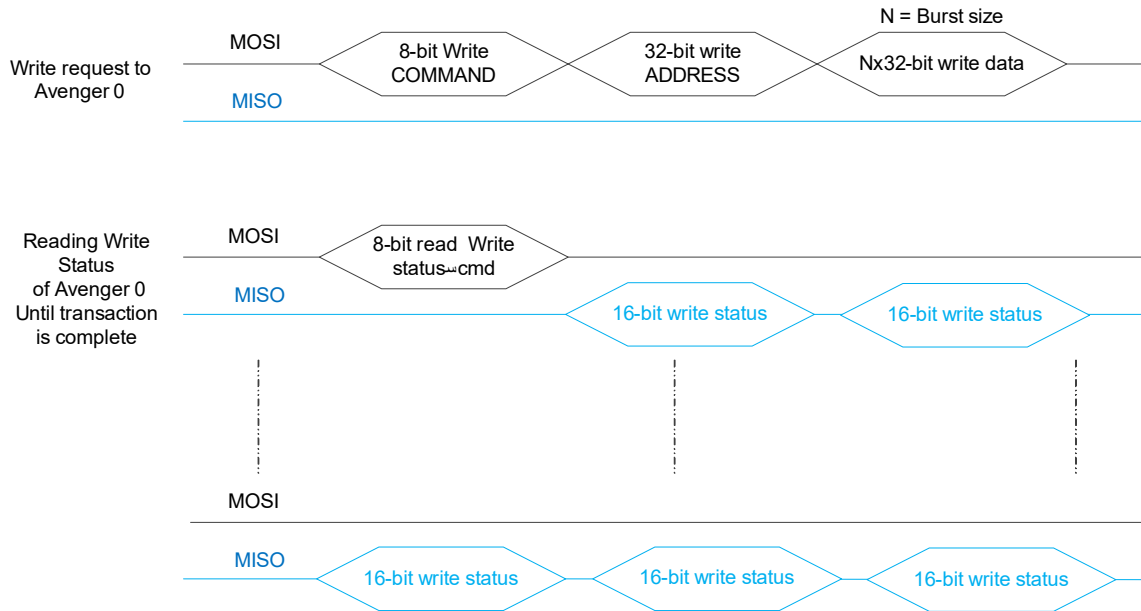 N = Burst size
MOSI
8-bit Write
COMMAND
32-bit write
ADDRESS
Nx32-bit write data
Write request to
Avenger 0
MISO
Reading Write
Status
of Avenger 0
Until transaction
is complete
MOSI
8-bit read Write
status cmd
MISO
16-bit write status
16-bit write status
MOSI
MISO
16-bit write status
16-bit write status
16-bit write status